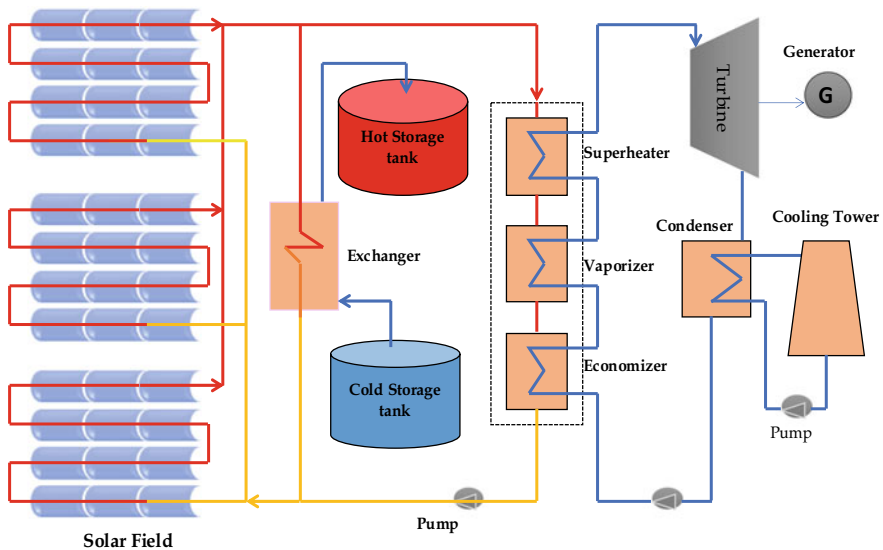 Generator
G
Turbine
Hot Storage
tank
Superheater
Condenser
Cooling Tower
Exchanger
Vaporizer
Economizer
Cold Storage
tank
Pump
Pump
Solar Field